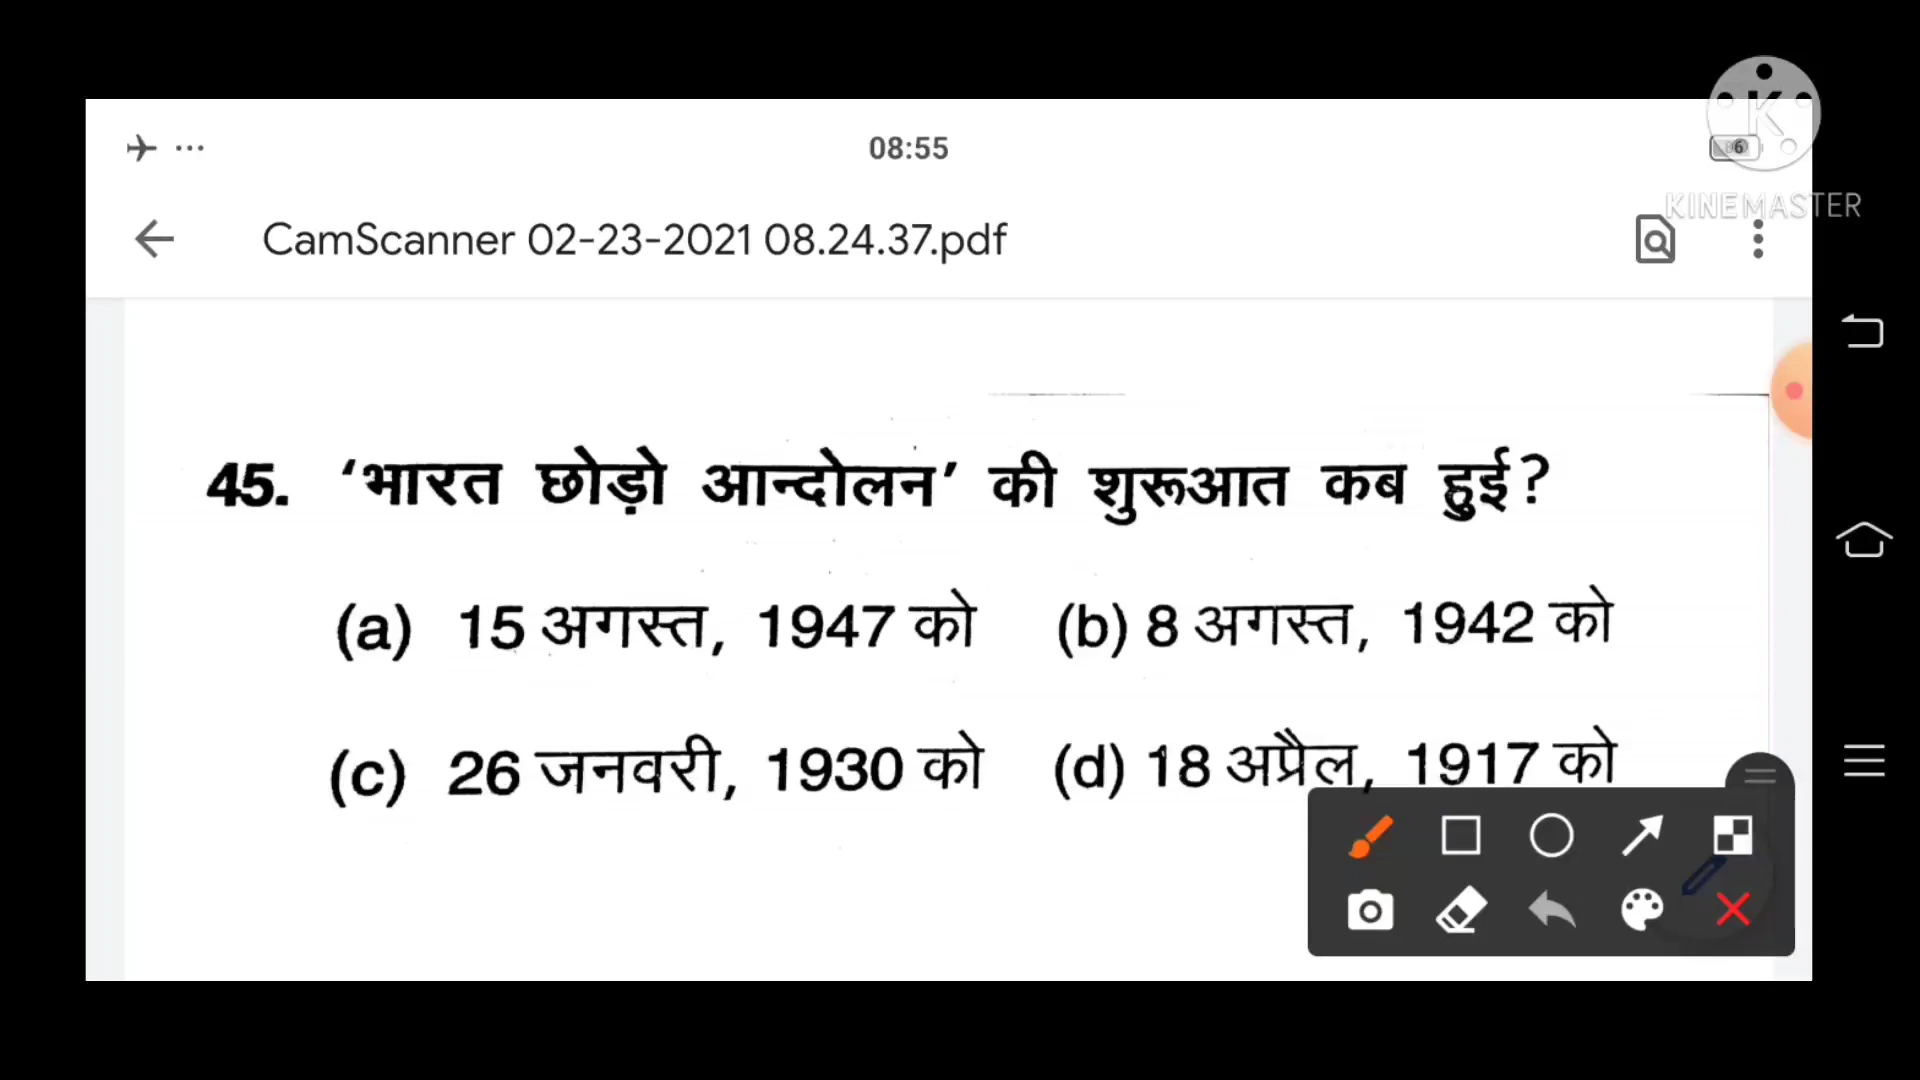 08:55
KINEMASTER
CamScanner 02-23-2021 08.24.37.pdf
45. ‘भारत छोड़ो आन्दोलन’ की शुरूआत कब हुई?
(a) 15 अगस्त, 1947 को (b) 8 अगस्त, 1942 को
(c) 26 जनवरी, 1930 को (d) 18 अप्रैल, 1917 को